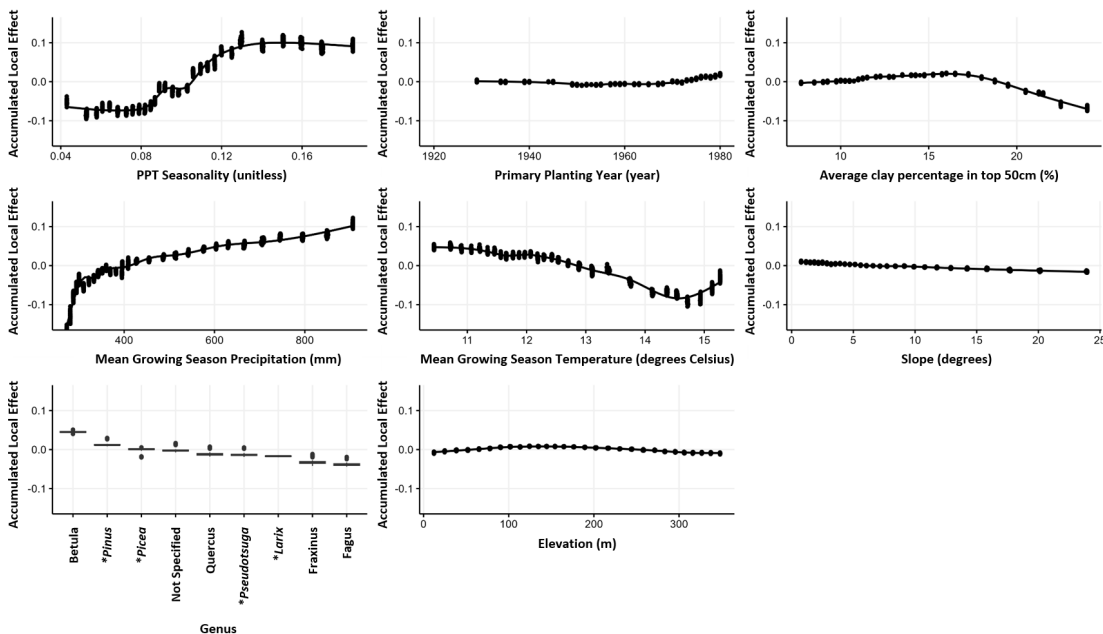 Accumulated Local Effect
0.1
0.0
-0.1
0.04 0.08 0.12 0.16
PPT Seasonality (unitless)
Accumulated Local Effect
0.1
0.0
-0.1
1920 1940 1960 1980
Primary Planting Year (year)
Accumulated Local Effect
0.1
0.0
-0.1
10 15 20
Average clay percentage in top 50cm (%)
Accumulated Local Effect
0.1
0.0
-0.1
400 600 800
Mean Growing Season Precipitation (mm)
Accumulated Local Effect
0.1
0.0
-0.1
11 12 13 14 15
Mean Growing Season Temperature (degrees Celsius)
Accumulated Local Effect
0.1
0.0
-0.1
0 5 10 15 20 25
Slope (degrees)
Accumulated Local Effect
0.1
0.0
-0.1
Betula
*Pinus
*Picea
Not Specified
Quercus
*Pseudotsuga
*Larix
Fraxinus
Fagus
Genus
Accumulated Local Effect
0.1
0.0
-0.1
0 100 200 300
Elevation (m)